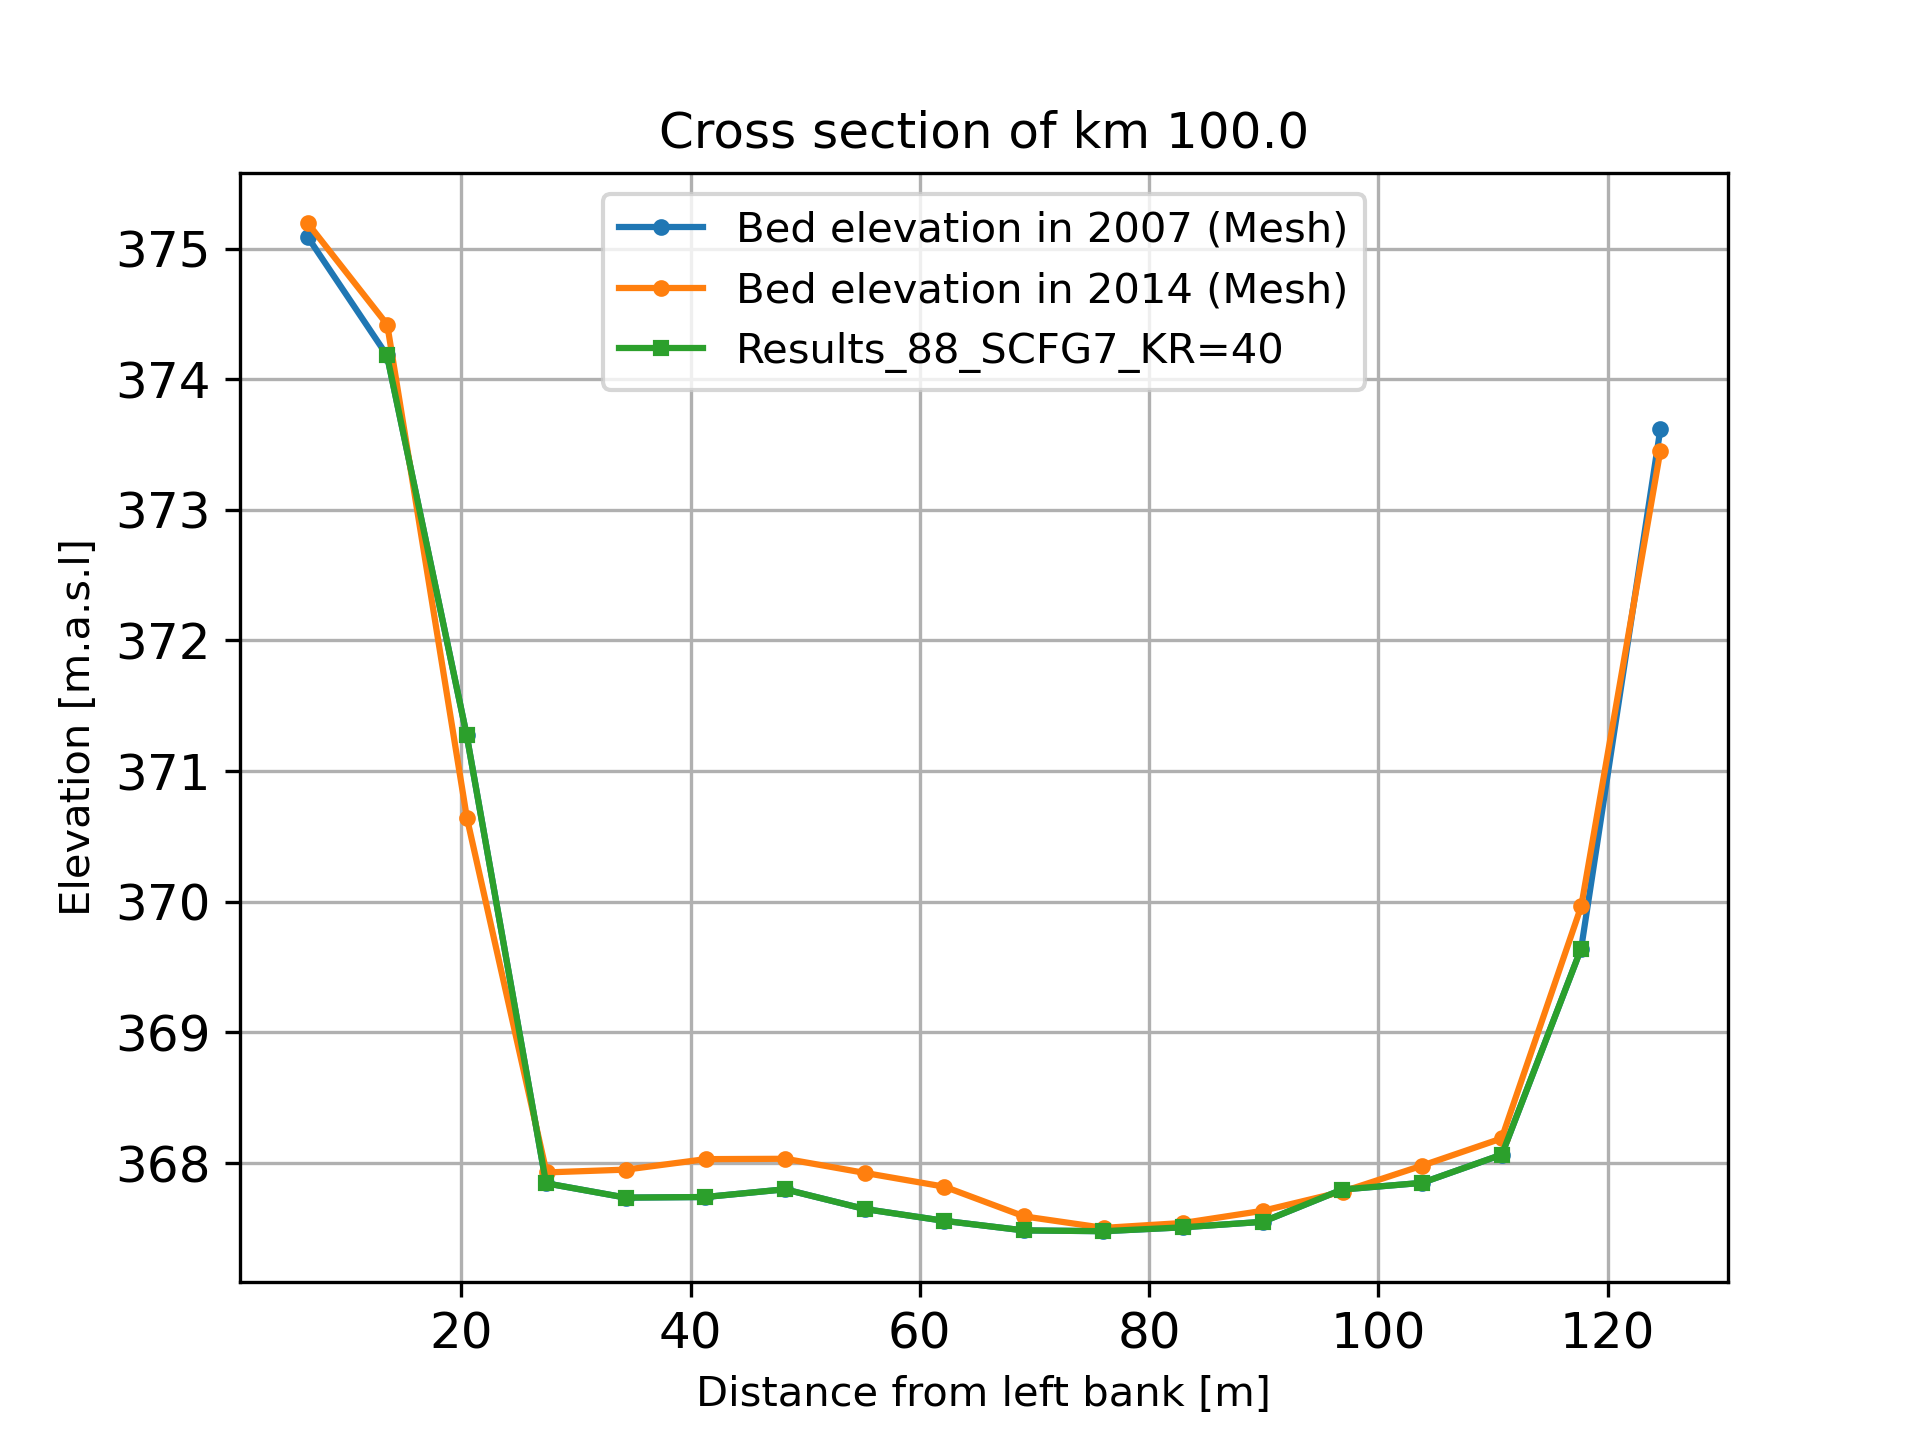 Cross section of km 100.0
Bed elevation in 2007 (Mesh)
Bed elevation in 2014 (Mesh)
Results_88_SCFG7_KR=40
Elevation [m.a.s.l]
375
374
373
372
371
370
369
368
20 40 60 80 100 120
Distance from left bank [m]